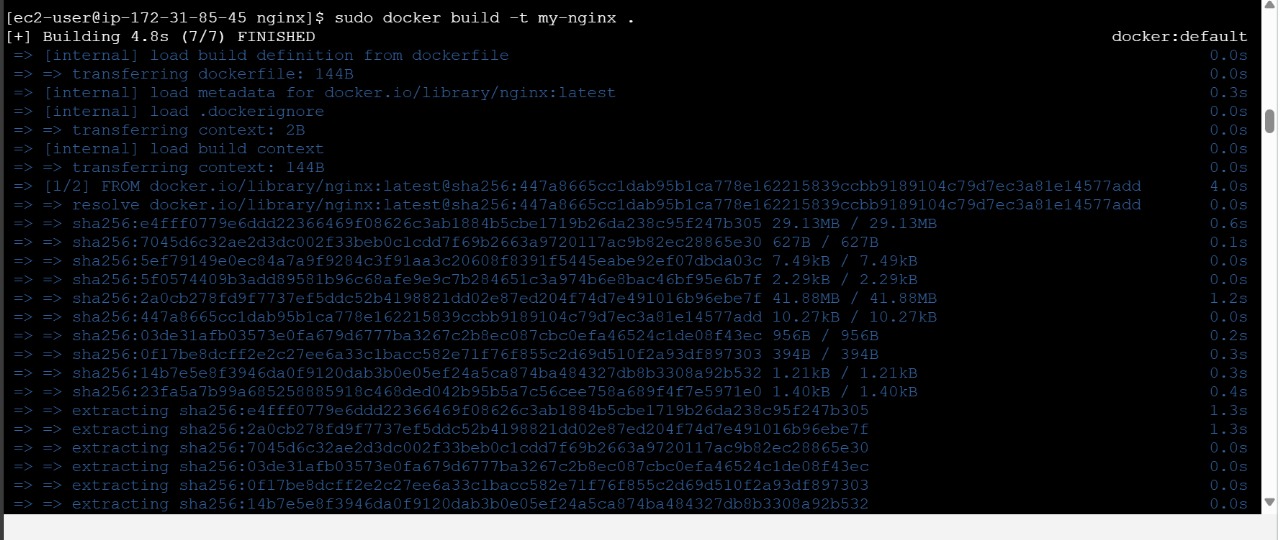 [ec2-user@ip-172-31-85-45 nginx]$ sudo docker build -t my-nginx .
[+] Building 4.8s (7/7) FINISHED docker:default
=> [internal] load build definition from dockerfile 0.0s
=> => transferring dockerfile: 144B 0.0s
=> [internal] load metadata for docker.io/library/nginx:latest 0.3s
=> [internal] load .dockerignore 0.0s
=> => transferring context: 2B 0.0s
=> [internal] load build context 0.0s
=> => transferring context: 144B 0.0s
=> [1/2] FROM docker.io/library/nginx:latest@sha256:447a8665cc1dab95b1ca778e162215839ccbb9189104c79d7ec3a81e14577add 4.0s
=> => resolve docker.io/library/nginx:latest@sha256:447a8665cc1dab95b1ca778e162215839ccbb9189104c79d7ec3a81e14577add 0.0s
=> => sha256:e4fff0779e6ddd22366469f08626c3ab1884b5cbe1719b26da238c95f247b305 29.13MB / 29.13MB 0.6s
=> => sha256:7045d6c32ae2d3dc002f33beb0c1cdd7f69b2663a9720117ac9b82ec28865e30 627B / 627B 0.1s
=> => sha256:5ef79149e0ec84a7a9f9284c3f91aa3c20608f8391f5445eabe92ef07dbda03c 7.49kB / 7.49kB 0.0s
=> => sha256:5f0574409b3add89581b96c68afe9e9c7b284651c3a974b6e8bac46bf95e6b7f 2.29kB / 2.29kB 0.0s
=> => sha256:2a0cb278fd9f7737ef5ddc52b4198821dd02e87ed204f74d7e491016b96ebe7f 41.88MB / 41.88MB 1.2s
=> => sha256:447a8665cc1dab95b1ca778e162215839ccbb9189104c79d7ec3a81e14577add 10.27kB / 10.27kB 0.0s
=> => sha256:03de31afb03573e0fa679d6777ba3267c2b8ec087cbc0efa46524c1de08f43ec 956B / 956B 0.2s
=> => sha256:0f17be8dcff2e2c27ee6a33c1bacc582e71f76f855c2d69d510f2a93df897303 394B / 394B 0.3s
=> => sha256:14b7e5e8f3946da0f9120dab3b0e05ef24a5ca874ba484327db8b3308a92b532 1.21kB / 1.21kB 0.3s
=> => sha256:23fa5a7b99a685258885918c468ded042b95b5a7c56cee758a689f4f7e5971e0 1.40kB / 1.40kB 0.4s
=> => extracting sha256:e4fff0779e6ddd22366469f08626c3ab1884b5cbe1719b26da238c95f247b305 1.3s
=> => extracting sha256:2a0cb278fd9f7737ef5ddc52b4198821dd02e87ed204f74d7e491016b96ebe7f 1.3s
=> => extracting sha256:7045d6c32ae2d3dc002f33beb0c1cdd7f69b2663a9720117ac9b82ec28865e30 0.0s
=> => extracting sha256:03de31afb03573e0fa679d6777ba3267c2b8ec087cbc0efa46524c1de08f43ec 0.0s
=> => extracting sha256:0f17be8dcff2e2c27ee6a33c1bacc582e71f76f855c2d69d510f2a93df897303 0.0s
=> => extracting sha256:14b7e5e8f3946da0f9120dab3b0e05ef24a5ca874ba484327db8b3308a92b532 0.0s